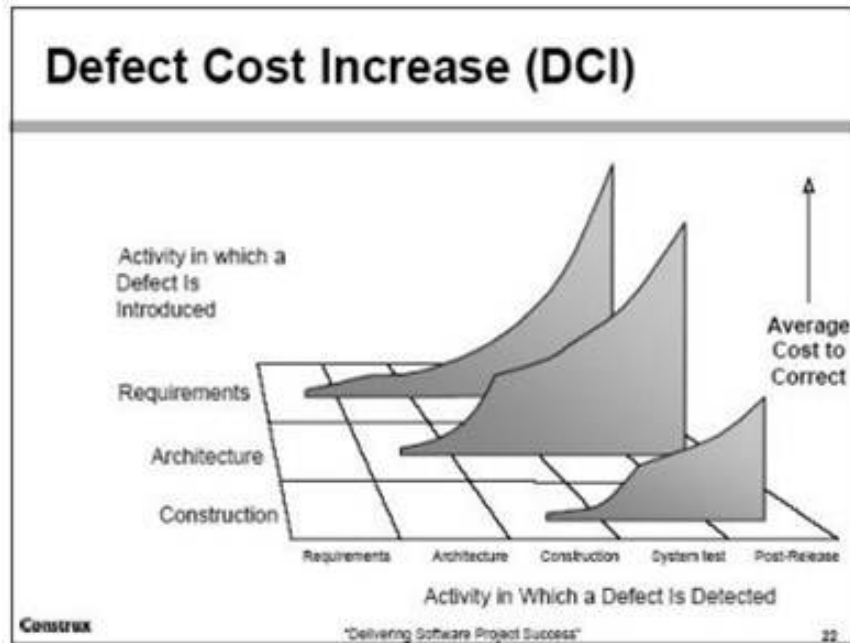 Defect Cost Increase (DCI)
Activity in which a
Defect Is
Introduced
Average
Cost to
Correct
Requirements
Architecture
Construction
Requirements Architecture Construction System test Post-Release
Activity in Which a Defect Is Detected
Construx
"Delivering Software Project Success"
22